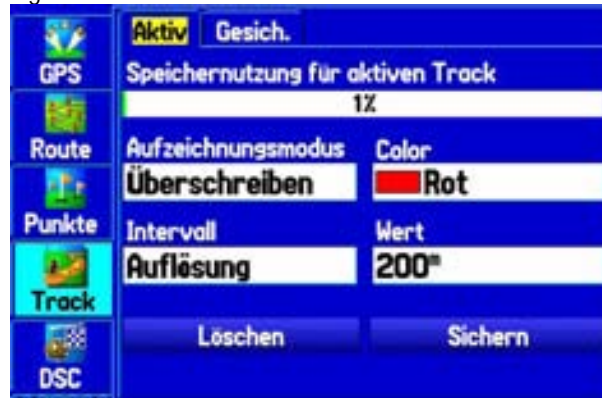 GPS
Route
Punkte
Track
DSC
Aktiv Gesich.
Speichernutzung für aktiven Track
1%
Aufzeichnungsmodus Color
Überschreiben Rot
Intervall Wert
Auflösung 200m
Löschen Sichern